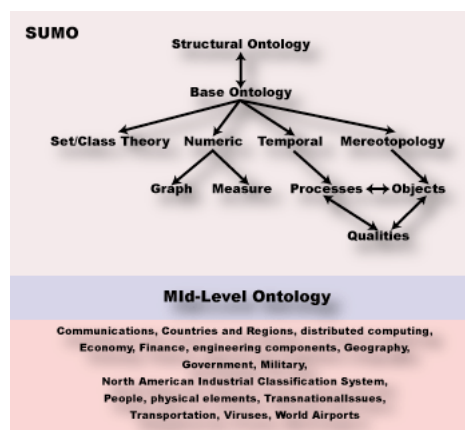 SUMO
Structural Ontology
Base Ontology
Set/Class Theory Numeric Temporal Mereotopology
Graph Measure Processes Objects
Qualities
MId-Level Ontology
Communications, Countries and Regions, distributed computing,
Economy, Finance, engineering components, Geography,
Government, Military,
North American Industrial Classification System,
People, physical elements, TransnationalIssues,
Transportation, Viruses, World Airports